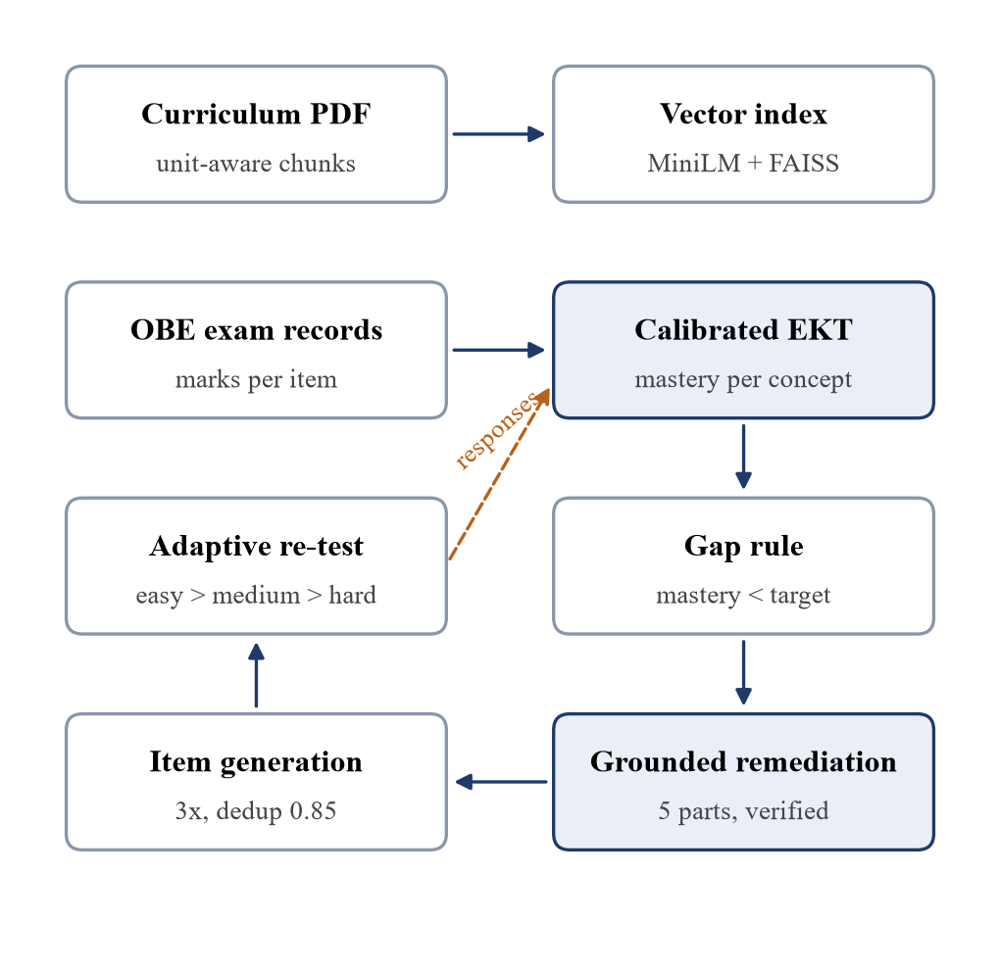 Curriculum PDF
unit-aware chunks
Vector index
MiniLM + FAISS
OBE exam records
marks per item
Calibrated EKT
mastery per concept
responses
Adaptive re-test
easy > medium > hard
Gap rule
mastery < target
Item generation
3x, dedup 0.85
Grounded remediation
5 parts, verified